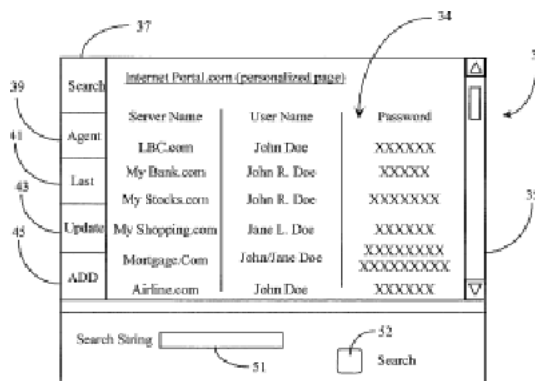 37
34
Search
Internet Portal.com (personalized page)
39
Server Name User Name Password
Agent
LBC.com John Doe XXXXXX
41
My Bank.com John R. Doe XXXXX
Last
My Stocks.com John R. Doe XXXXXXX
43
Update My Shopping.com Jane L. Doe XXXXXX
45
Mortgage.Com John/Jane Doe XXXXXXXX
XXXXXXXXX
ADD
Airline.com John Doe XXXXXX
52
Search String
Search
51